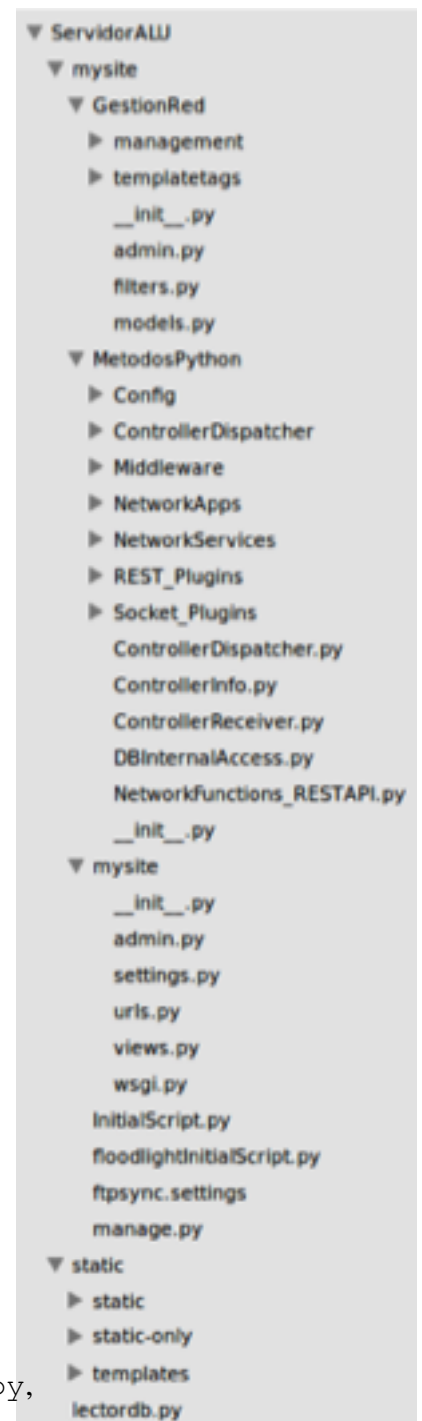 ServidorALU
mysite
GestionRed
management
templatetags
__init__.py
admin.py
filters.py
models.py
MetodosPython
Config
ControllerDispatcher
Middleware
NetworkApps
NetworkServices
REST_Plugins
Socket_Plugins
ControllerDispatcher.py
ControllerInfo.py
ControllerReceiver.py
DBInternalAccess.py
NetworkFunctions_RESTAPI.py
__init__.py
mysite
__init__.py
admin.py
settings.py
urls.py
views.py
wsgi.py
InitialScript.py
floodlightInitialScript.py
ftpsync.settings
manage.py
static
static
static-only
templates
py,
lectordb.py